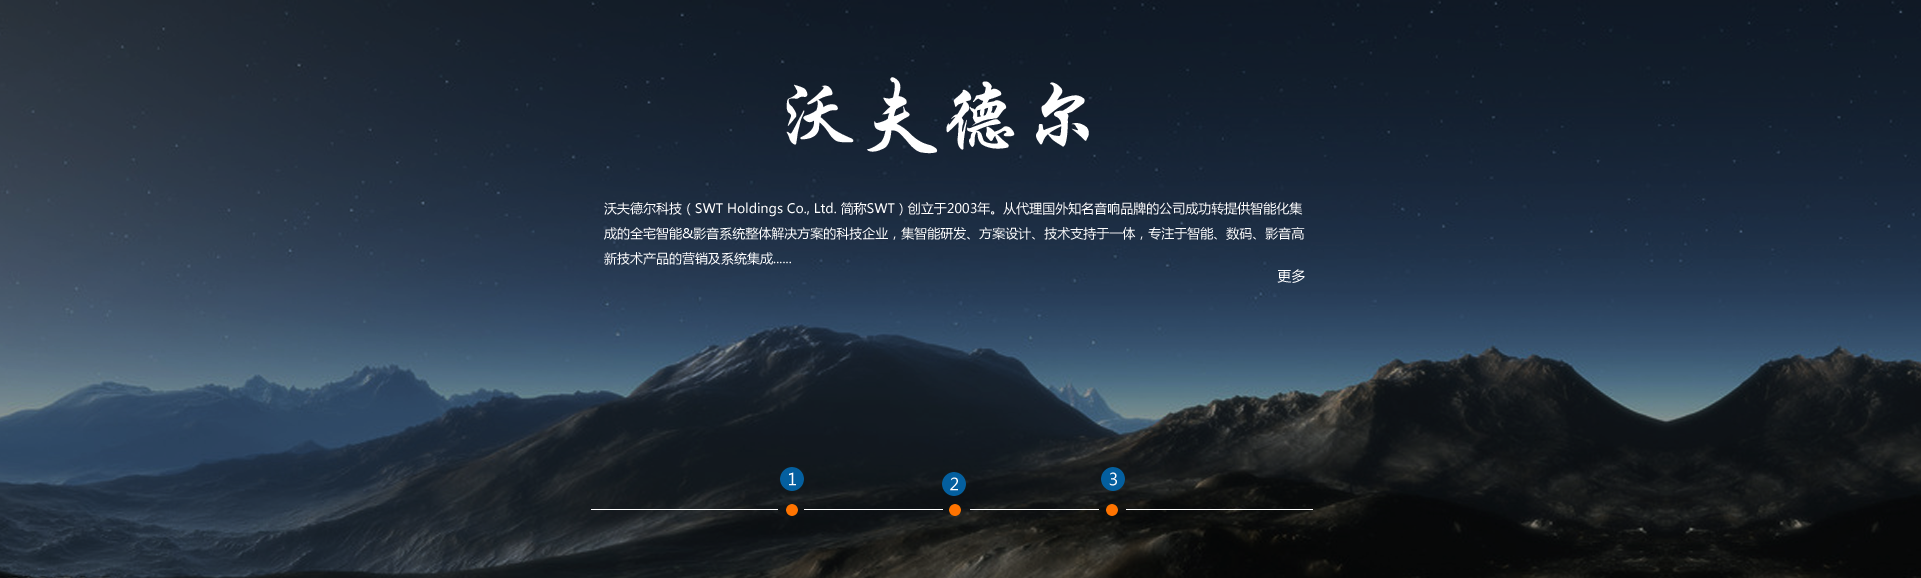 沃夫德尔
沃夫德尔科技（SWT Holdings Co., Ltd. 简称SWT）创立于2003年。从代理国外知名音响品牌的公司成功转提供智能化集
成的全宅智能&影音系统整体解决方案的科技企业，集智能研发、方案设计、技术支持于一体，专注于智能、数码、影音高
新技术产品的营销及系统集成......
更多
1
2
3